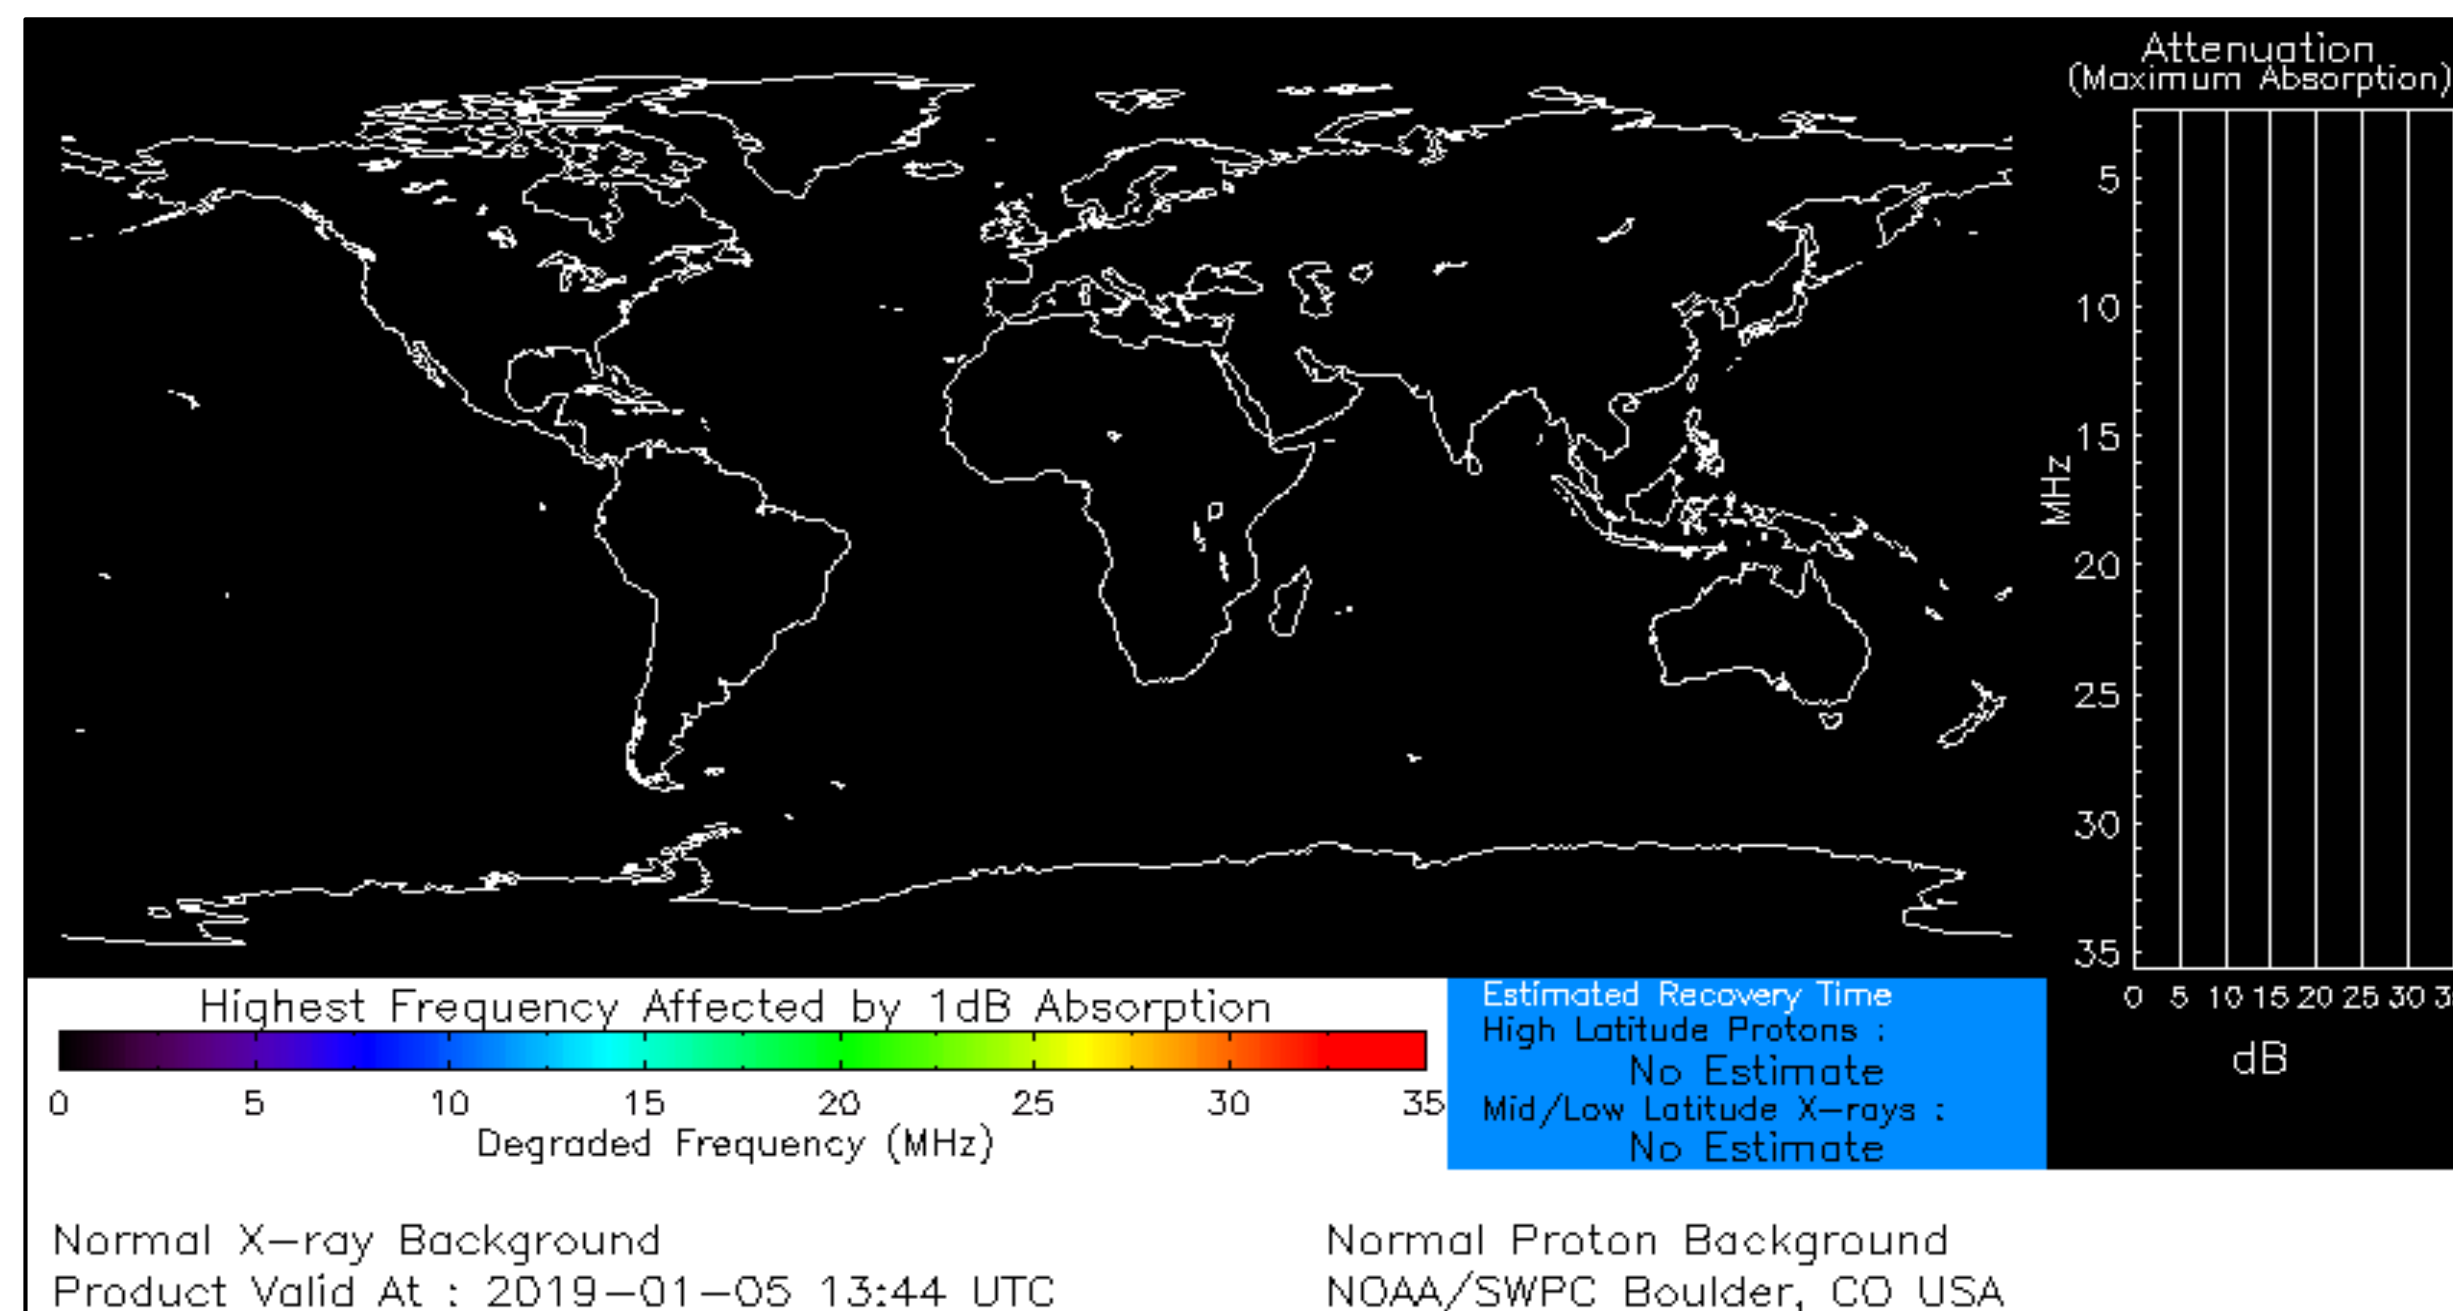 Attenuation
(Maximum Absorption)
5
10
15
20
25
30
35
MHz
0 5 10 15 20 25 30
dB
Highest Frequency Affected by 1dB Absorption
0 5 10 15 20 25 30 35
Degraded Frequency (MHz)
Estimated Recovery Time
High Latitude Protons :
No Estimate
Mid/Low Latitude X-rays :
No Estimate
Normal X-ray Background
Normal Proton Background
Product Valid At : 2019-01-05 13:44 UTC
NOAA/SWPC Boulder, CO USA